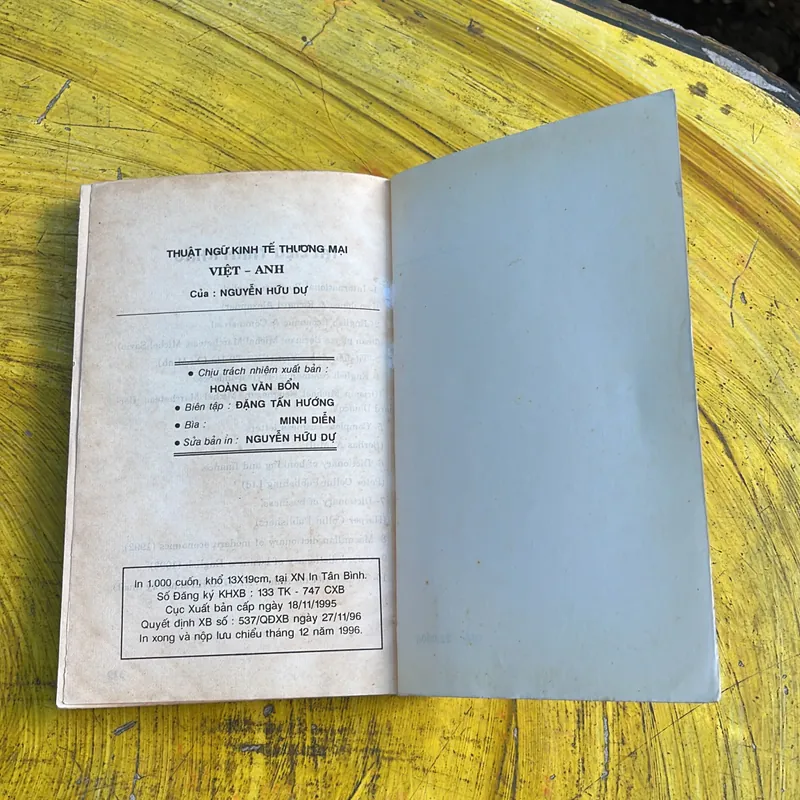 THUẬT NGỮ KINH TẾ THƯƠNG MẠI
VIỆT – ANH
Của : NGUYỄN HỮU DỰ
• Chịu trách nhiệm xuất bản :
HOÀNG VĂN BỔN
• Biên tập : ĐẶNG TẤN HƯỚNG
• Bìa : MINH DIỄN
• Sửa bản in : NGUYỄN HỮU DỰ
In 1.000 cuốn, khổ 13X19cm, tại XN In Tân Bình.
Số Đăng ký KHXB : 133 TK - 747 CXB
Cục Xuất bản cấp ngày 18/11/1995
Quyết định XB số : 537/QĐXB ngày 27/11/96
In xong và nộp lưu chiểu tháng 12 năm 1996.